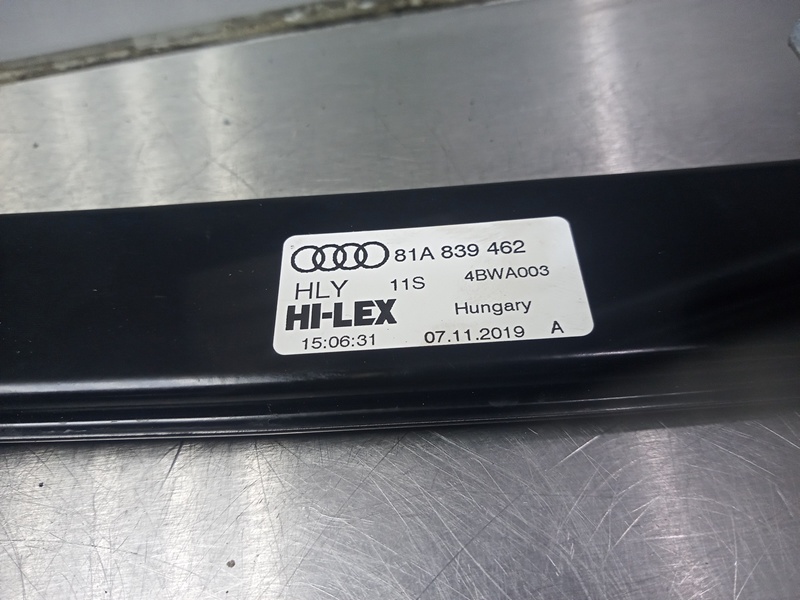 81A 839 462
HLY 11S 4BWA003
HI-LEX Hungary
15:06:31 07.11.2019 A